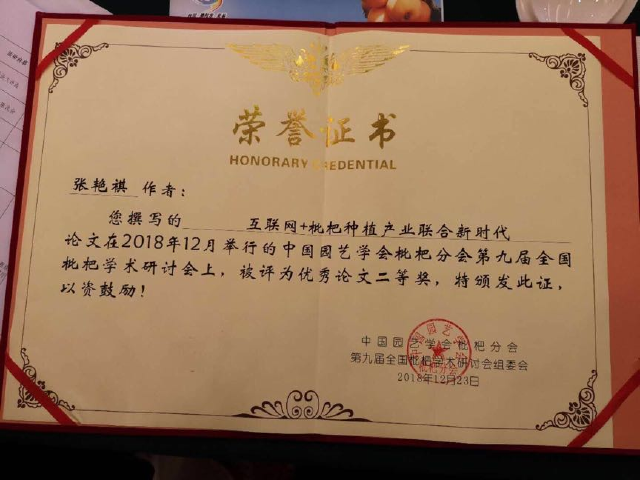 荣誉证书
HONORARY CREDENTIAL
张艳祺 作者：
您撰写的 互联网+枇杷种植产业联合新时代
论文在2018年12月举行的中国园艺学会枇杷分会第九届全国
枇杷学术研讨会上，被评为优秀论文二等奖，特颁发此证，
以资鼓励！
中国园艺学会枇杷分会
第九届全国枇杷学术研讨会组委会
2018年12月23日